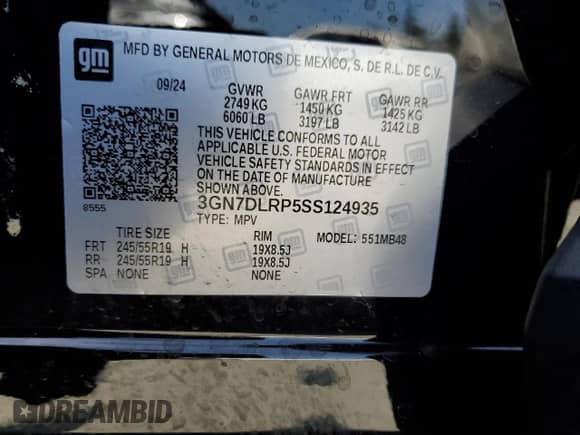 gm
MFD BY GENERAL MOTORS DE MEXICO, S. DE R.L. DE C.V.
09/24 GVWR GAWR FRT GAWR RR
2749 KG 1450 KG 1425 KG
6060 LB 3197 LB 3142 LB
THIS VEHICLE CONFORMS TO ALL
APPLICABLE U.S. FEDERAL MOTOR
VEHICLE SAFETY STANDARDS IN EFFECT
ON THE DATE OF MANUFACTURE
SHOWN ABOVE.
8555 3GN7DLRP5SS124935
TYPE: MPV
TIRE SIZE RIM MODEL: 551MB48
FRT 245/55R19 H 19X8.5J
RR 245/55R19 H 19X8.5J
SPA NONE NONE
DREAMBID